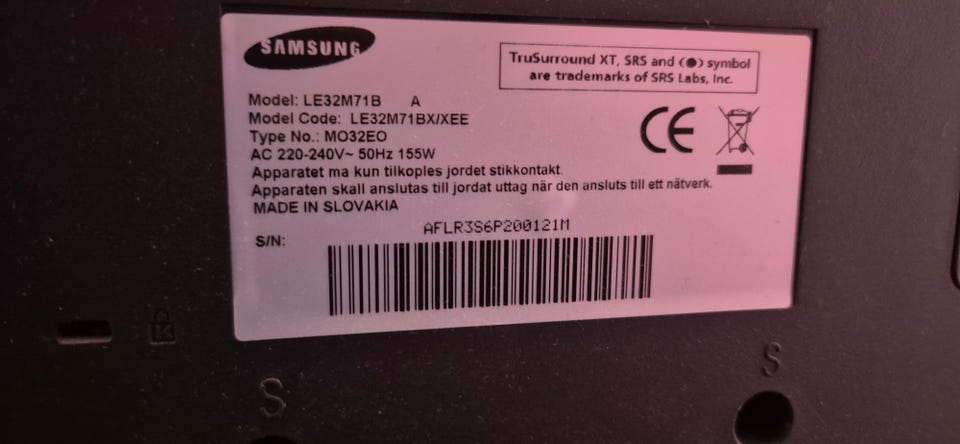 SAMSUNG
TruSurround XT, SRS and (●) symbol
are trademarks of SRS Labs, Inc.
Model: LE32M71B A
Model Code: LE32M71BX/XEE
Type No.: MO32EO
AC 220-240V~ 50Hz 155W
Apparatet ma kun tilkoples jordet stikkontakt.
Apparaten skall anslutas till jordat uttag när den ansluts till ett nätverk.
MADE IN SLOVAKIA
S/N: AFLR3S6P200121M
CE
K
S
S